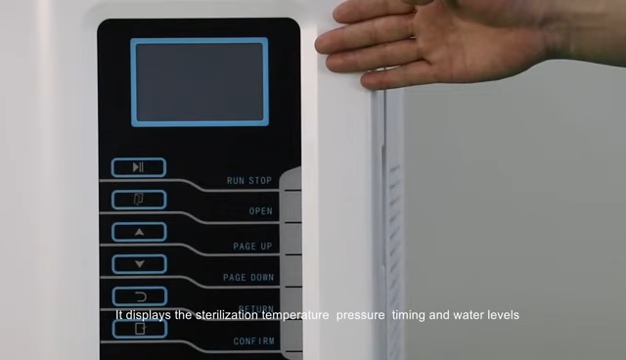 RUN STOP
OPEN
PAGE UP
PAGE DOWN
RETURN
It displays the sterilization temperature pressure timing and water levels
CONFIRM